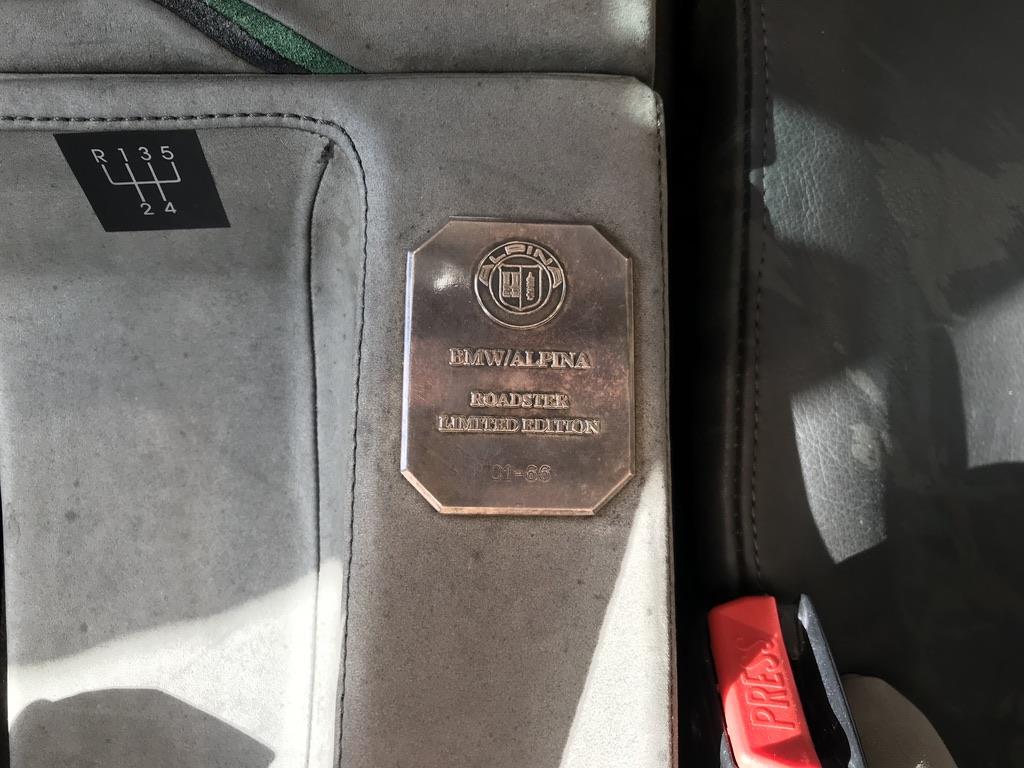 R 1 3 5
2 4
ALPINA
BMW/ALPINA
ROADSTER
LIMITED EDITION
01-66
PRESS